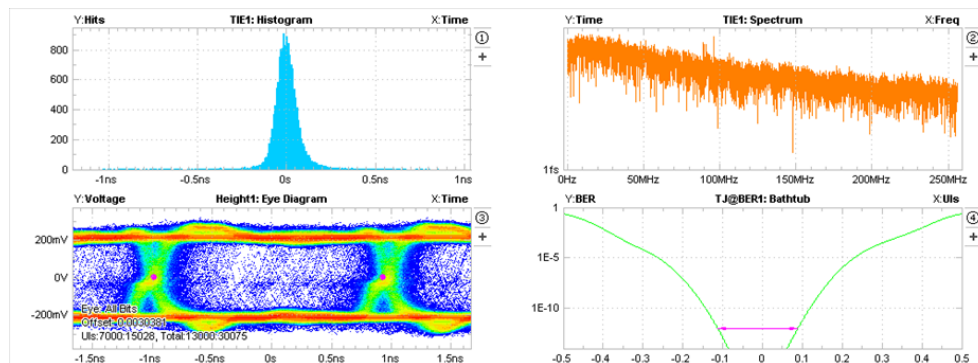 Y:Hits TIE1: Histogram X:Time
①
+
800
600
400
200
0
-1ns -0.5ns 0s 0.5ns 1ns
Y:Time TIE1: Spectrum X:Freq
②
+
1fs
0Hz 50MHz 100MHz 150MHz 200MHz 250MHz
Y:Voltage Height1: Eye Diagram X:Time
③
+
200mV
0V
-200mV
Eye: All Bits
Offset: 0.0030381
UIs:7000:15028, Total:13000:30075
-1.5ns -1ns -0.5ns 0s 0.5ns 1ns 1.5ns
Y:BER TJ@BER1: Bathtub X:UIs
④
+
1
1E-5
1E-10
-0.5 -0.4 -0.3 -0.2 -0.1 0 0.1 0.2 0.3 0.4 0.5